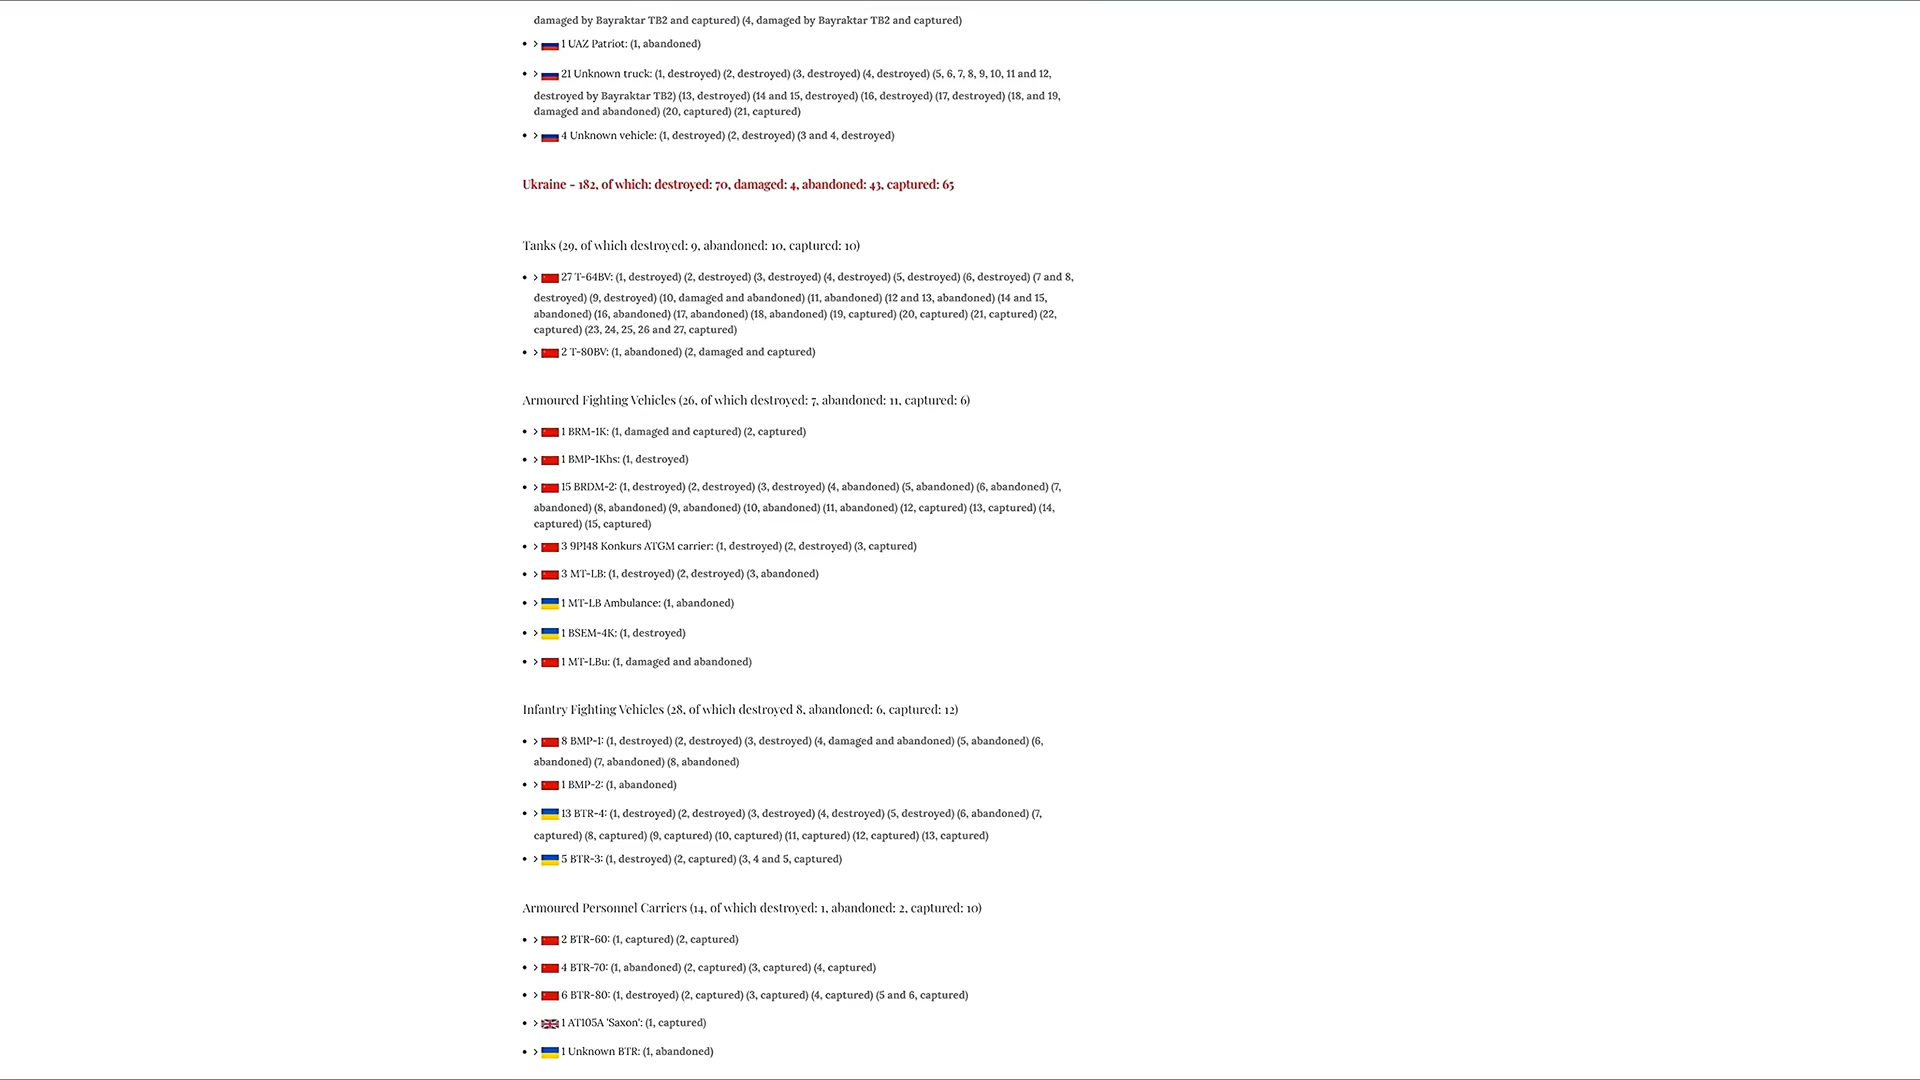 damaged by Bayraktar TB2 and captured) (4, damaged by Bayraktar TB2 and captured)
• > 1 UAZ Patriot: (1, abandoned)
• > 21 Unknown truck: (1, destroyed) (2, destroyed) (3, destroyed) (4, destroyed) (5, 6, 7, 8, 9, 10, 11 and 12,
destroyed by Bayraktar TB2) (13, destroyed) (14 and 15, destroyed) (16, destroyed) (17, destroyed) (18, and 19,
damaged and abandoned) (20, captured) (21, captured)
• > 4 Unknown vehicle: (1, destroyed) (2, destroyed) (3 and 4, destroyed)
Ukraine - 182, of which: destroyed: 70, damaged: 4, abandoned: 43, captured: 65
Tanks (29, of which destroyed: 9, abandoned: 10, captured: 10)
• > 27 T-64BV: (1, destroyed) (2, destroyed) (3, destroyed) (4, destroyed) (5, destroyed) (6, destroyed) (7 and 8,
destroyed) (9, destroyed) (10, damaged and abandoned) (11, abandoned) (12 and 13, abandoned) (14 and 15,
abandoned) (16, abandoned) (17, abandoned) (18, abandoned) (19, captured) (20, captured) (21, captured) (22,
captured) (23, 24, 25, 26 and 27, captured)
• > 2 T-80BV: (1, abandoned) (2, damaged and captured)
Armoured Fighting Vehicles (26, of which destroyed: 7, abandoned: 11, captured: 6)
• > 1 BRM-1K: (1, damaged and captured) (2, captured)
• > 1 BMP-1Khs: (1, destroyed)
• > 15 BRDM-2: (1, destroyed) (2, destroyed) (3, destroyed) (4, abandoned) (5, abandoned) (6, abandoned) (7,
abandoned) (8, abandoned) (9, abandoned) (10, abandoned) (11, abandoned) (12, captured) (13, captured) (14,
captured) (15, captured)
• > 3 9P148 Konkurs ATGM carrier: (1, destroyed) (2, destroyed) (3, captured)
• > 3 MT-LB: (1, destroyed) (2, destroyed) (3, abandoned)
• > 1 MT-LB Ambulance: (1, abandoned)
• > 1 BSEM-4K: (1, destroyed)
• > 1 MT-LBu: (1, damaged and abandoned)
Infantry Fighting Vehicles (28, of which destroyed 8, abandoned: 6, captured: 12)
• > 8 BMP-1: (1, destroyed) (2, destroyed) (3, destroyed) (4, damaged and abandoned) (5, abandoned) (6,
abandoned) (7, abandoned) (8, abandoned)
• > 1 BMP-2: (1, abandoned)
• > 13 BTR-4: (1, destroyed) (2, destroyed) (3, destroyed) (4, destroyed) (5, destroyed) (6, abandoned) (7,
captured) (8, captured) (9, captured) (10, captured) (11, captured) (12, captured) (13, captured)
• > 5 BTR-3: (1, destroyed) (2, captured) (3, 4 and 5, captured)
Armoured Personnel Carriers (14, of which destroyed: 1, abandoned: 2, captured: 10)
• > 2 BTR-60: (1, captured) (2, captured)
• > 4 BTR-70: (1, abandoned) (2, captured) (3, captured) (4, captured)
• > 6 BTR-80: (1, destroyed) (2, captured) (3, captured) (4, captured) (5 and 6, captured)
• > 1 AT105A 'Saxon': (1, captured)
• > 1 Unknown BTR: (1, abandoned)